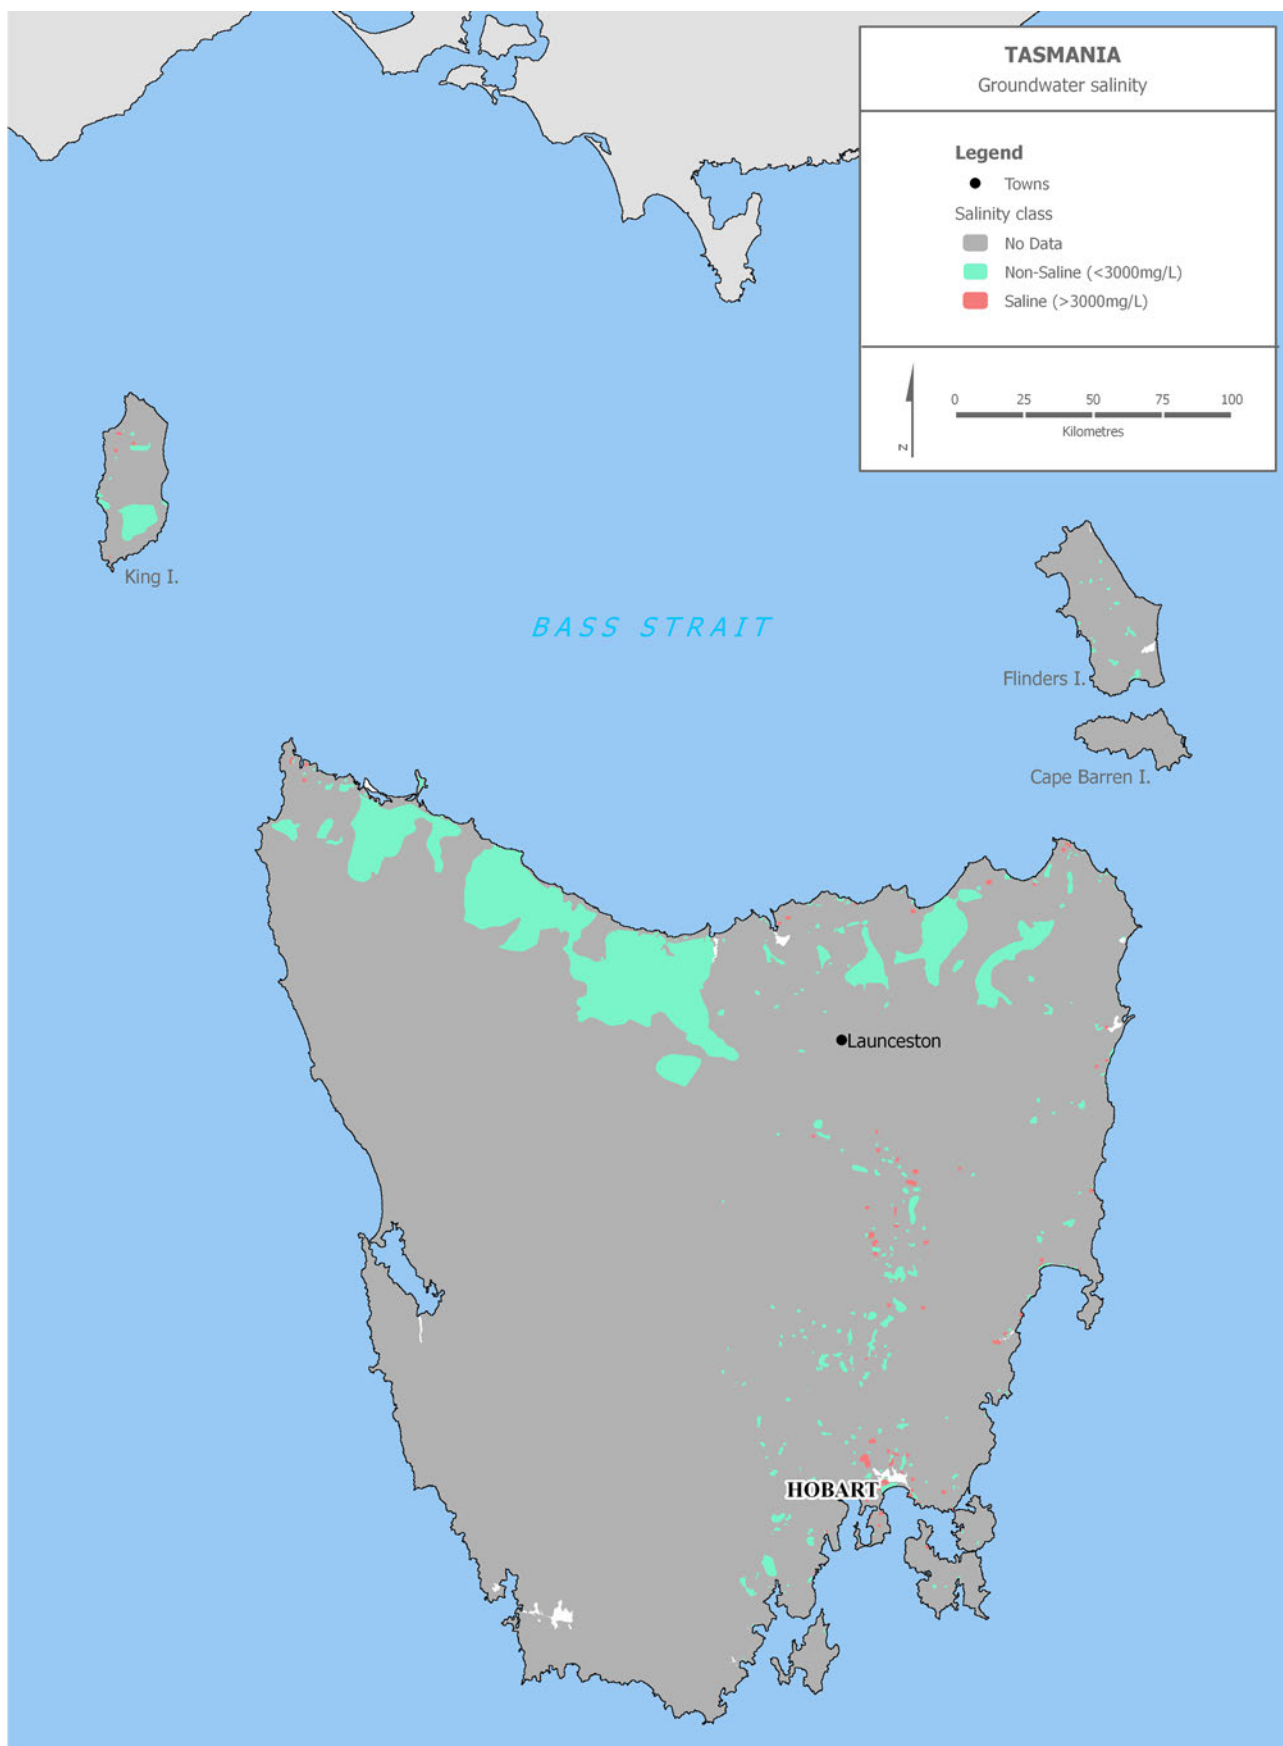 TASMANIA
Groundwater salinity
Legend
Towns
Salinity class
No Data
Non-Saline (<3000mg/L)
Saline (>3000mg/L)
0 25 50 75 100
Kilometres
N
King I.
BASS STRAIT
Flinders I.
Cape Barren I.
Launceston
HOBART